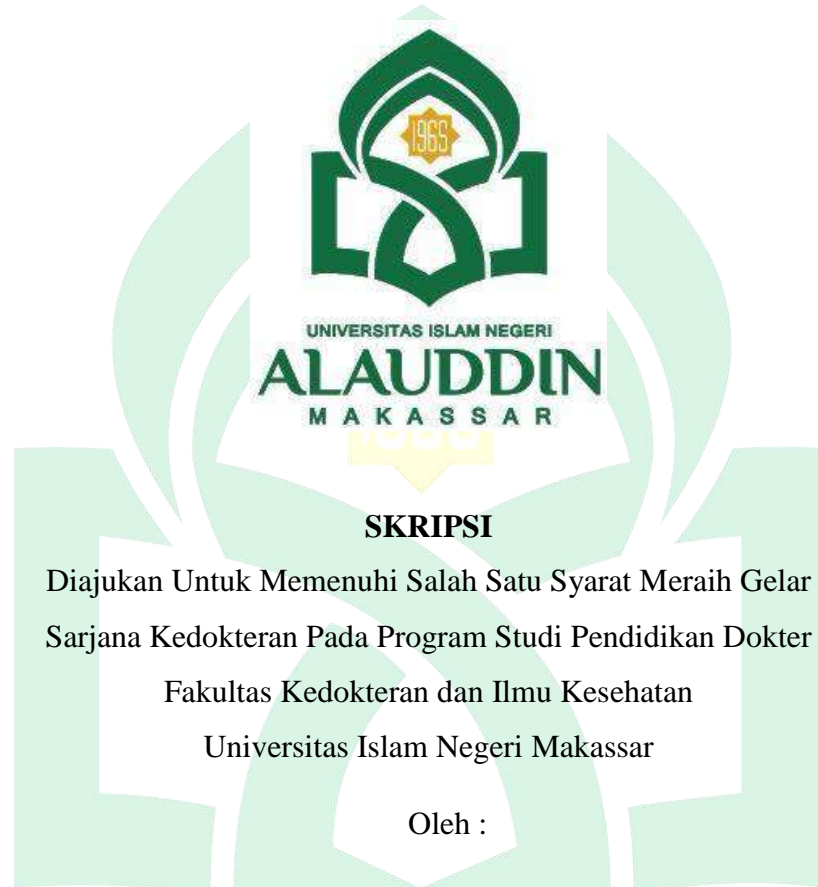 1965
UNIVERSITAS ISLAM NEGERI
ALAUDDIN
MAKASSAR
SKRIPSI
Diajukan Untuk Memenuhi Salah Satu Syarat Meraih Gelar
Sarjana Kedokteran Pada Program Studi Pendidikan Dokter
Fakultas Kedokteran dan Ilmu Kesehatan
Universitas Islam Negeri Makassar
Oleh :